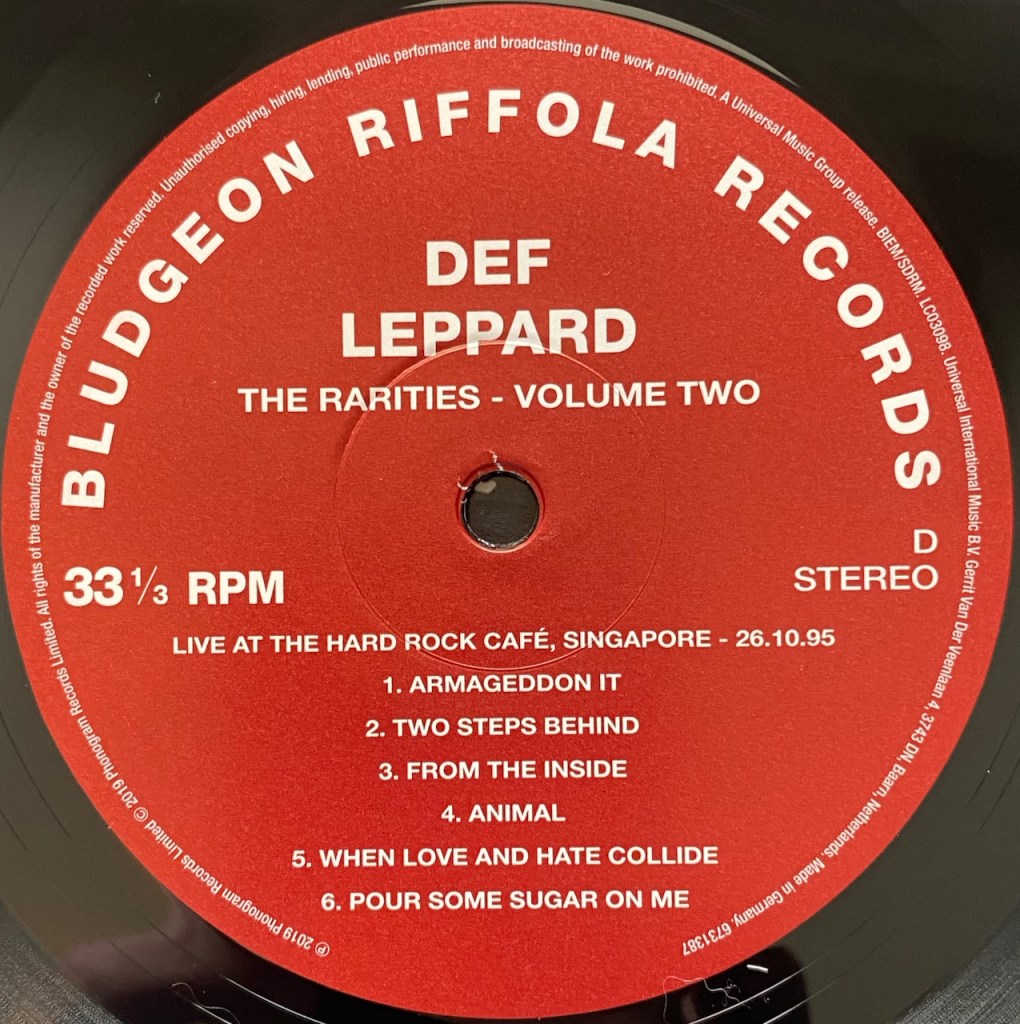 ℗ 2019 Phonogram Records Limited © 2019 Phonogram Records Limited. All rights of the manufacturer and the owner of the recorded work reserved. Unauthorised copying, hiring, lending, public performance and broadcasting of the work prohibited. A Universal Music Group release. BIEM/SDRM. LC03098. Universal International Music B.V. Gerrit Van Der Veenlaan 4, 3743 DN, Baarn, Netherlands. Made in Germany. 6731387
BLUDGEON RIFFOLA RECORDS
DEF
LEPPARD
THE RARITIES - VOLUME TWO
D
33 1/3 RPM
STEREO
LIVE AT THE HARD ROCK CAFÉ, SINGAPORE - 26.10.95
1. ARMAGEDDON IT
2. TWO STEPS BEHIND
3. FROM THE INSIDE
4. ANIMAL
5. WHEN LOVE AND HATE COLLIDE
6. POUR SOME SUGAR ON ME